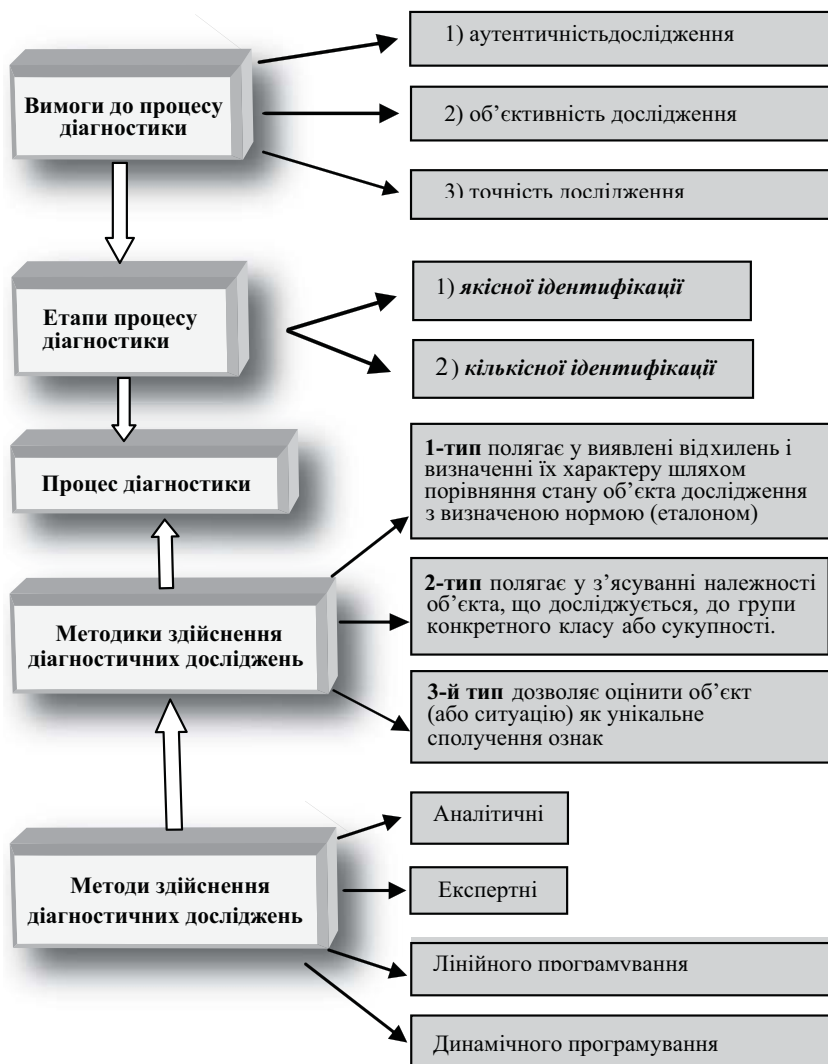 Вимоги до процесу
діагностики
1) аутентичністьдослідження
2) об’єктивність дослідження
3) точність дослідження
Етапи процесу
діагностики
1) якісної ідентифікації
2) кількісної ідентифікації
Процес діагностики
1-тип полягає у виявлені відхилень і
визначенні їх характеру шляхом
порівняння стану об’єкта дослідження
з визначеною нормою (еталоном)
Методики здійснення
діагностичних досліджень
2-тип полягає у з’ясуванні належності
об’єкта, що досліджується, до групи
конкретного класу або сукупності.
3-й тип дозволяє оцінити об’єкт
(або ситуацію) як унікальне
сполучення ознак
Методи здійснення
діагностичних досліджень
Аналітичні
Експертні
Лінійного програмування
Динамічного програмування